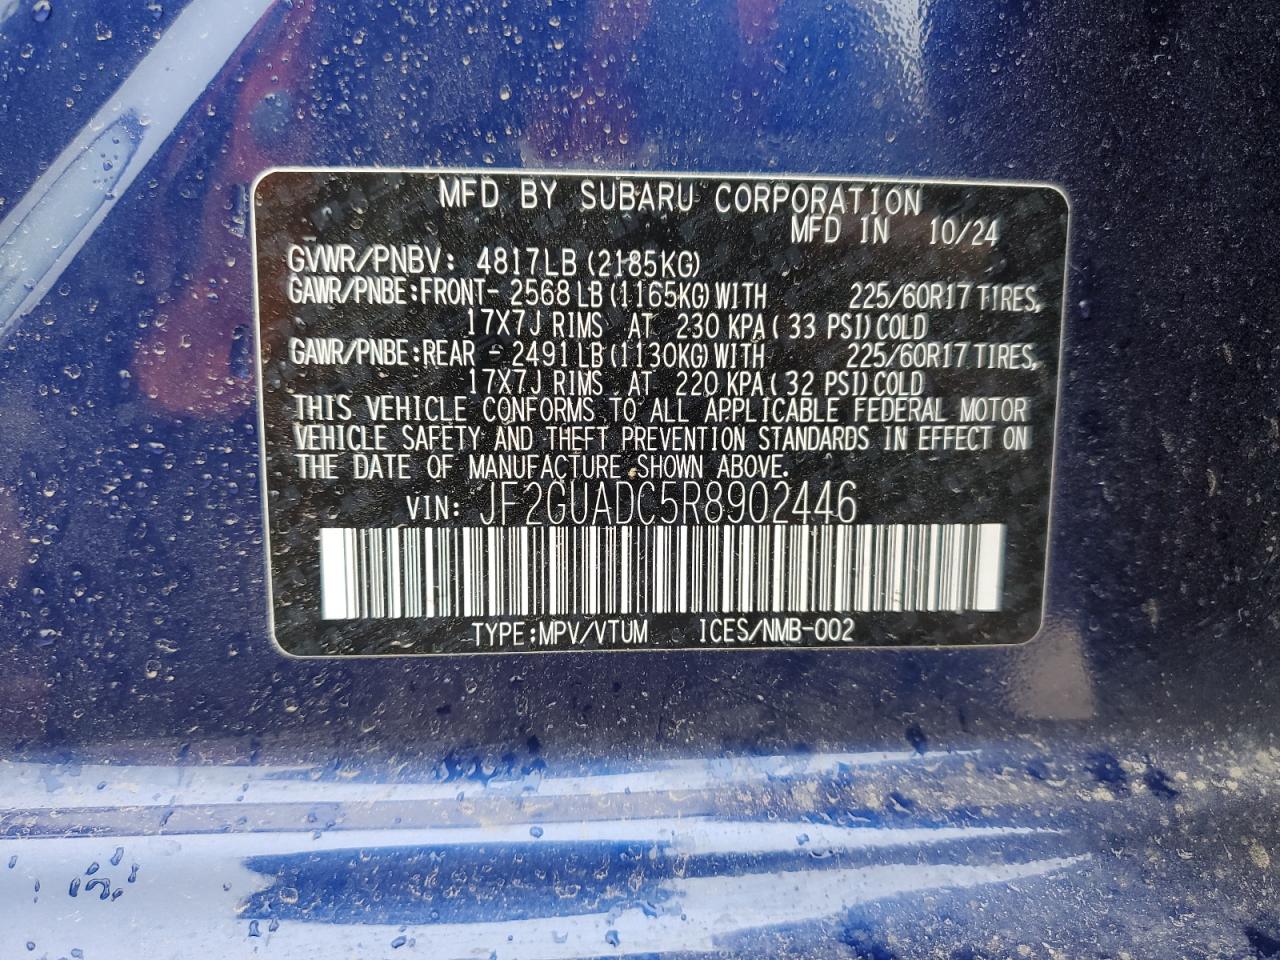 MFD BY SUBARU CORPORATION
MFD IN 10/24
GVWR/PNBV: 4817LB (2185KG)
GAWR/PNBE:FRONT- 2568 LB (1165KG) WITH 225/60R17 TIRES,
17X7J RIMS AT 230 KPA ( 33 PSI) COLD
GAWR/PNBE:REAR - 2491 LB (1130KG) WITH 225/60R17 TIRES,
17X7J RIMS AT 220 KPA ( 32 PSI) COLD
THIS VEHICLE CONFORMS TO ALL APPLICABLE FEDERAL MOTOR
VEHICLE SAFETY AND THEFT PREVENTION STANDARDS IN EFFECT ON
THE DATE OF MANUFACTURE SHOWN ABOVE.
VIN: JF2GUADC5R8902446
TYPE:MPV/VTUM ICES/NMB-002